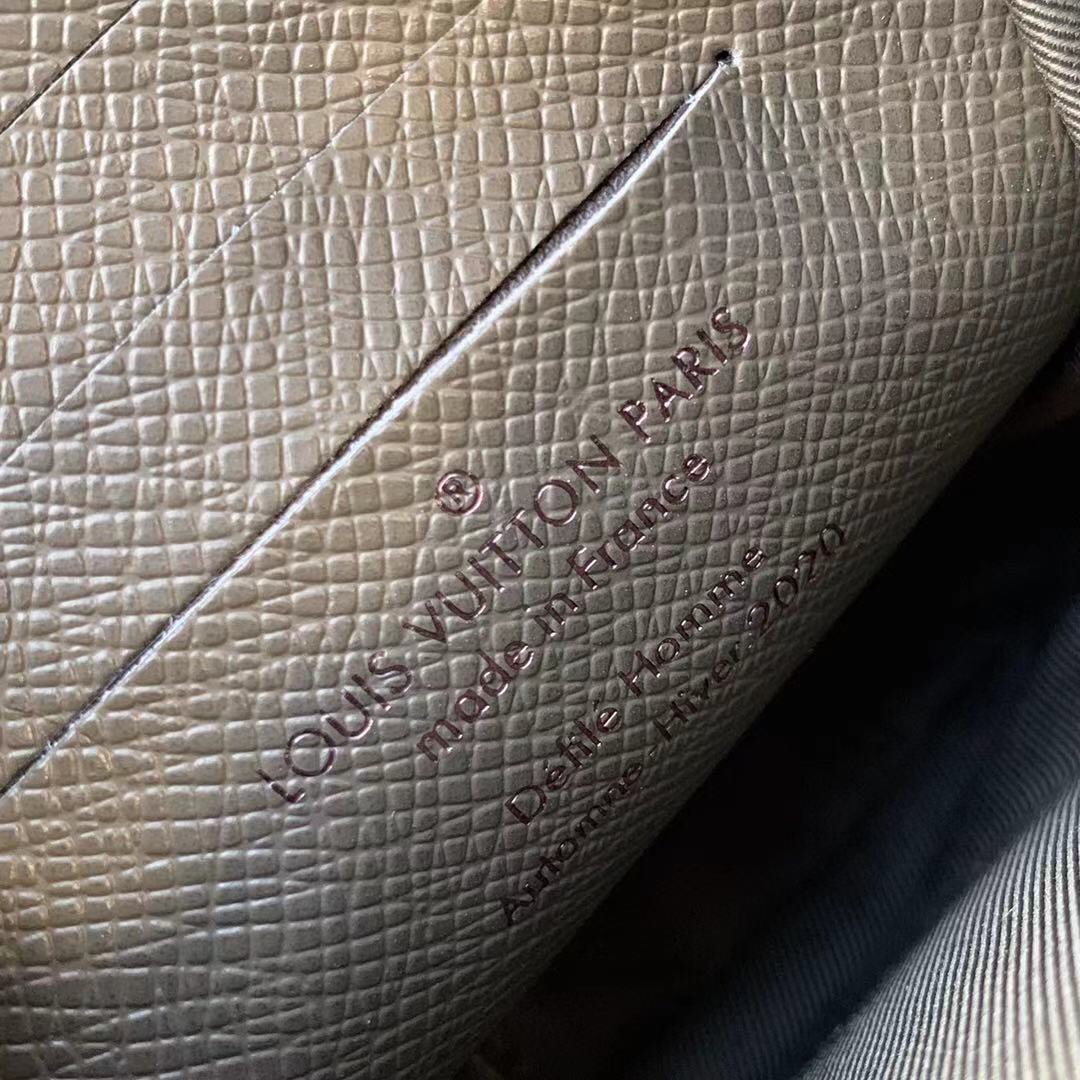 ®
LOUIS VUITTON PARIS
made in France
Défilé Homme
Automne - Hiver 2020